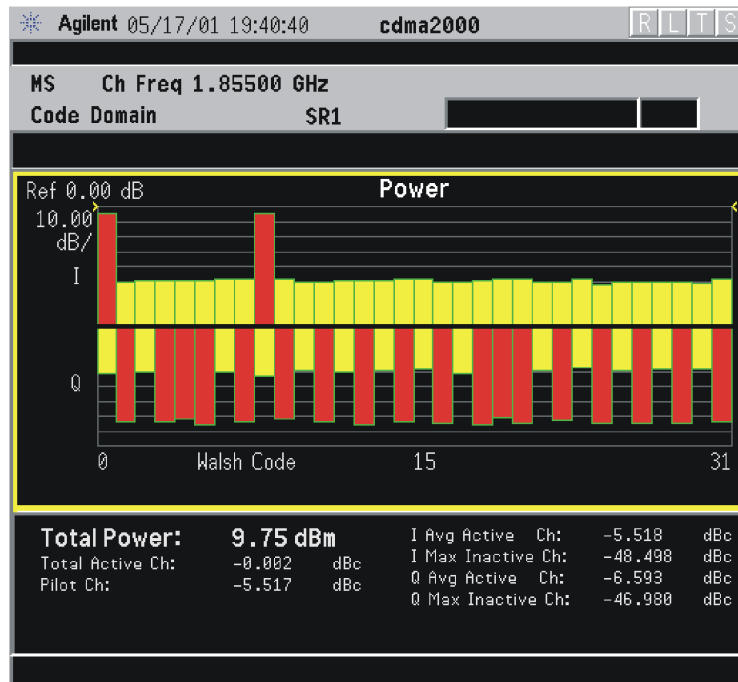 Agilent 05/17/01 19:40:40 cdma2000 R L T S
MS Ch Freq 1.85500 GHz
Code Domain SR1
Ref 0.00 dB Power
10.00
dB/
I
Q
0 Walsh Code 15 31
Total Power: 9.75 dBm
Total Active Ch: -0.002 dBc
Pilot Ch: -5.517 dBc
I Avg Active Ch: -5.518 dBc
I Max Inactive Ch: -48.498 dBc
Q Avg Active Ch: -6.593 dBc
Q Max Inactive Ch: -46.980 dBc